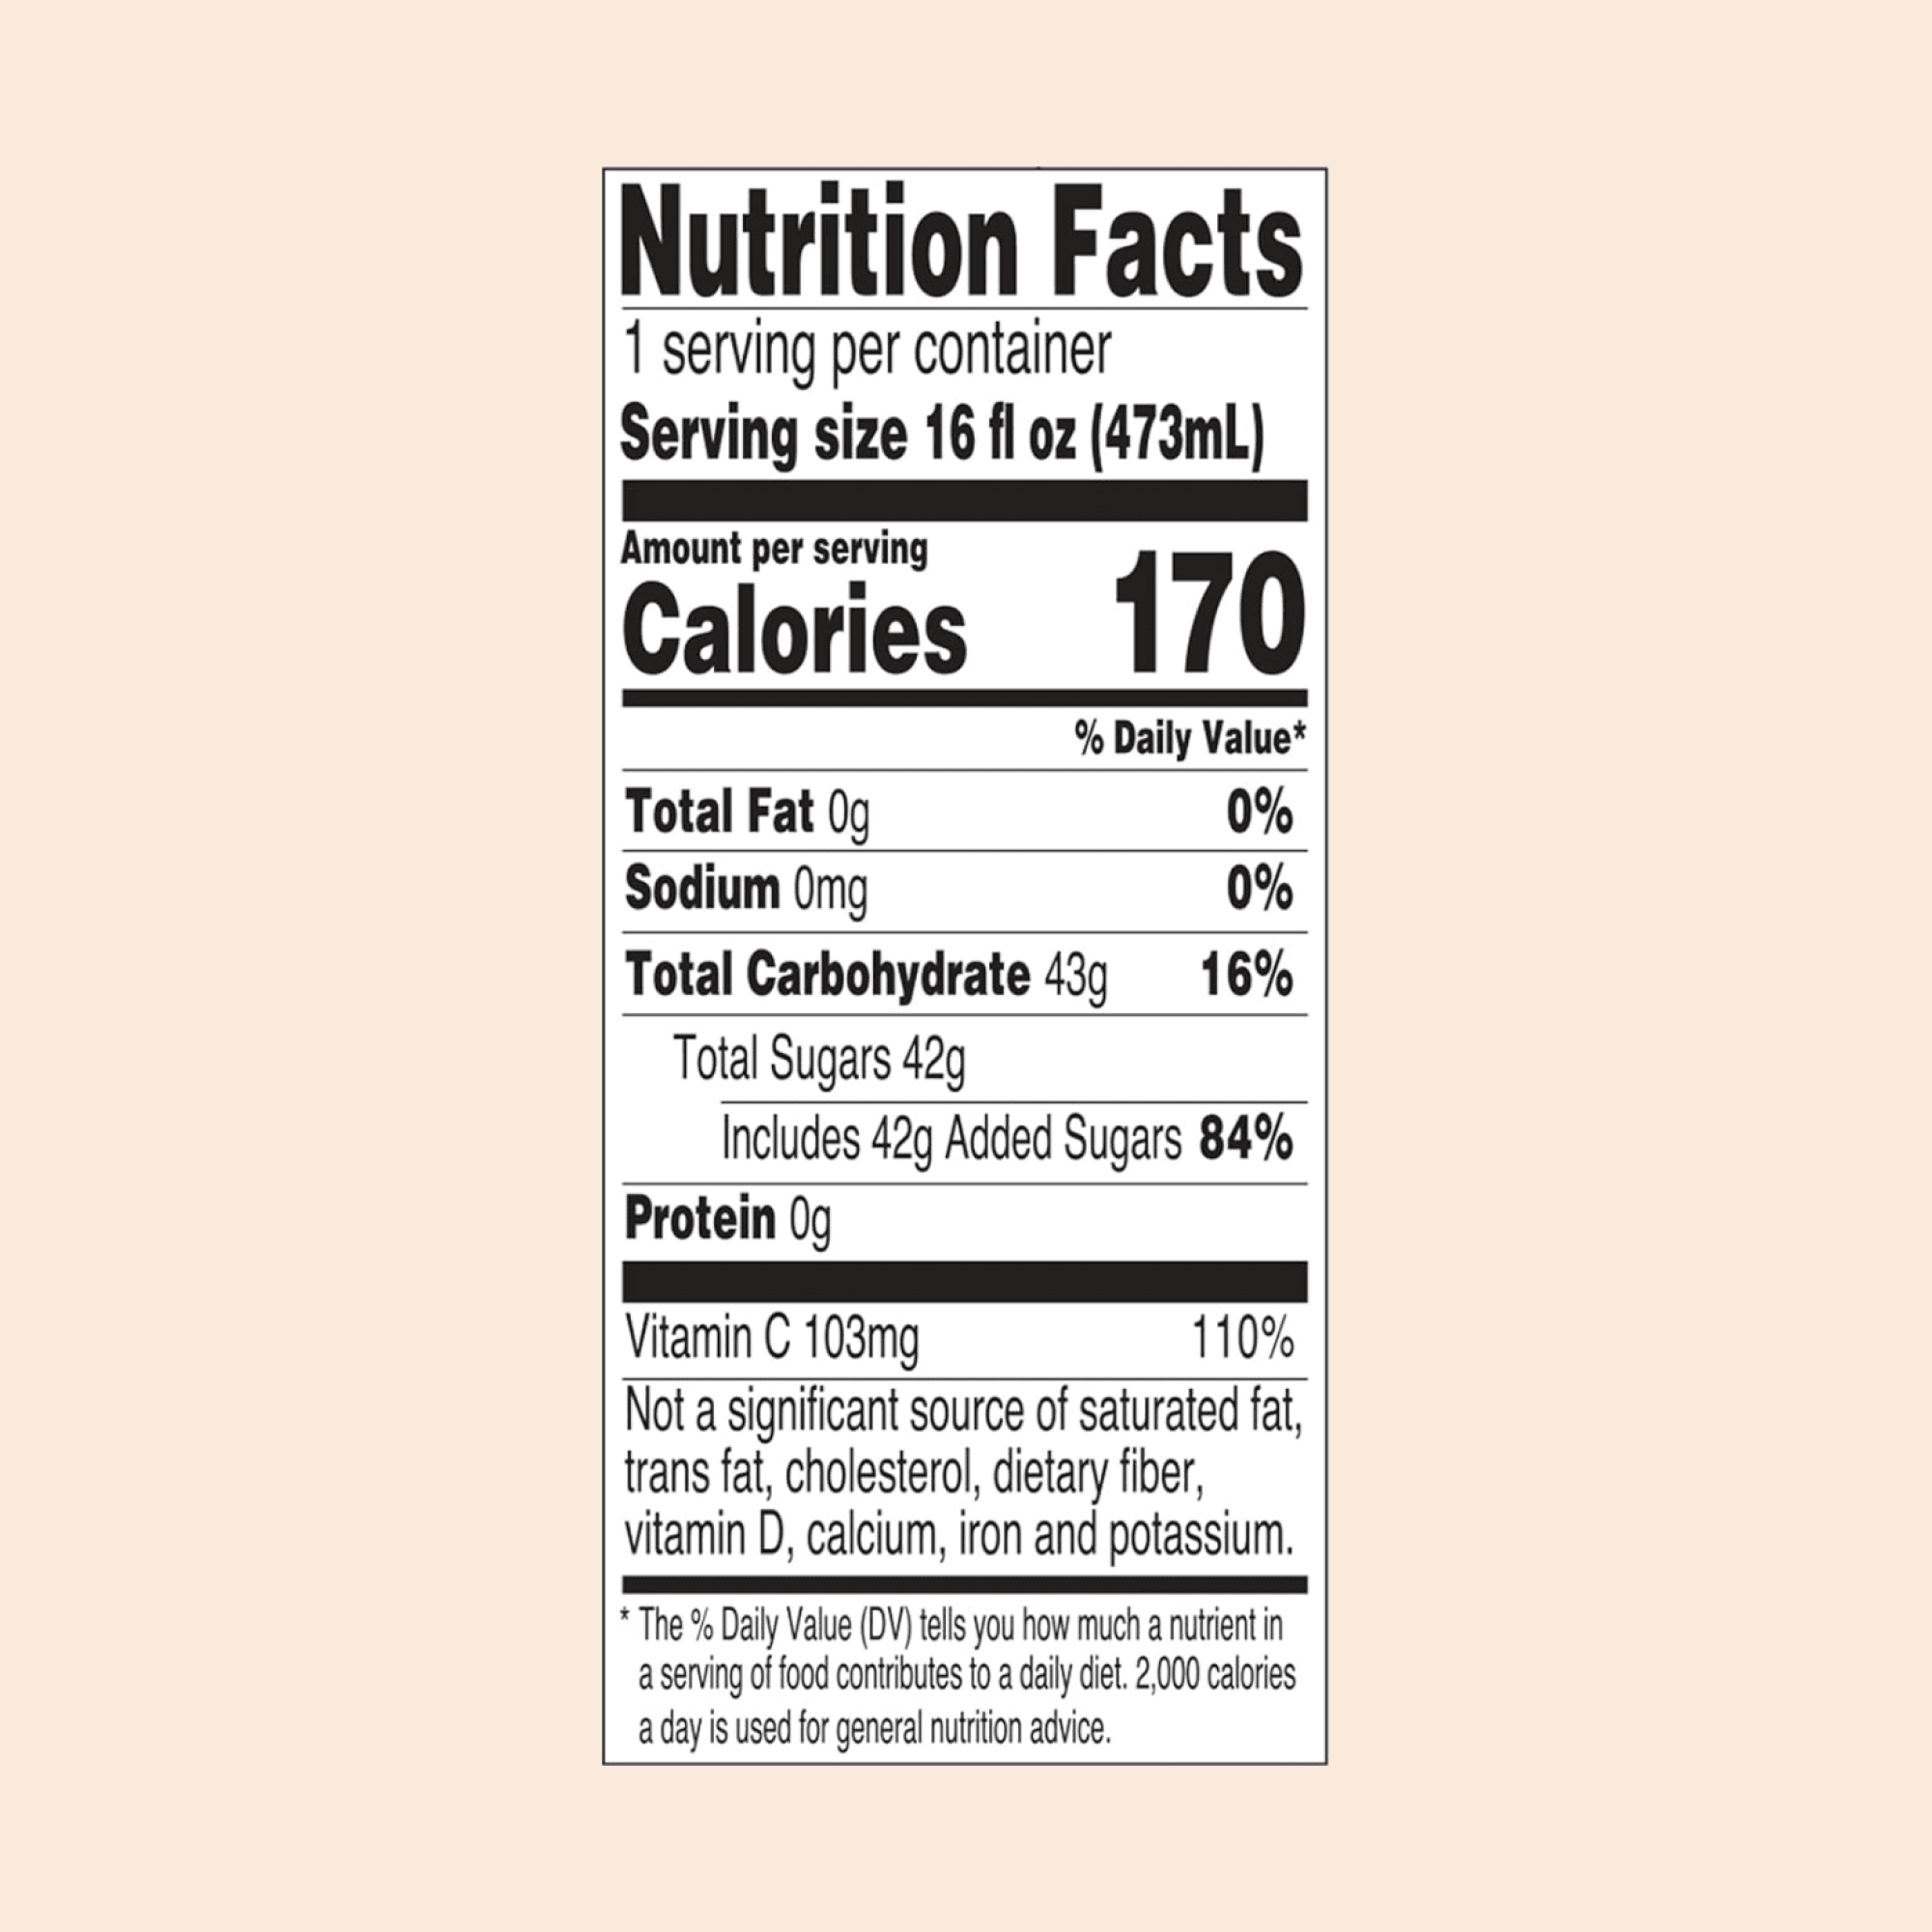 Nutrition Facts
1 serving per container
Serving size 16 fl oz (473mL)
Amount per serving
Calories 170
% Daily Value*
Total Fat 0g 0%
Sodium 0mg 0%
Total Carbohydrate 43g 16%
Total Sugars 42g
Includes 42g Added Sugars 84%
Protein 0g
Vitamin C 103mg 110%
Not a significant source of saturated fat,
trans fat, cholesterol, dietary fiber,
vitamin D, calcium, iron and potassium.
* The % Daily Value (DV) tells you how much a nutrient in
a serving of food contributes to a daily diet. 2,000 calories
a day is used for general nutrition advice.